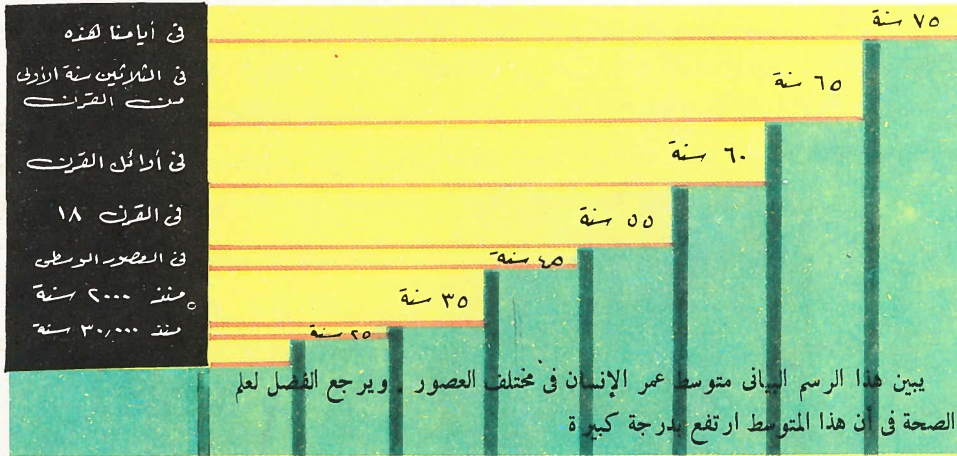 في أيامنا هذه
في الثلاثين سنة الأولى
من القرن
في أوائل القرن
في القرن ١٨
في العصور الوسطى
منذ ٢٠٠٠ سنة
منذ ٣٠,٠٠٠ سنة
٧٥ سنة
٦٥ سنة
٦٠ سنة
٥٥ سنة
٤٥ سنة
٣٥ سنة
٢٥ سنة
يبين هذا الرسم البياني متوسط عمر الإنسان في مختلف العصور . ويرجع الفضل لعلم
الصحة في أن هذا المتوسط ارتفع بدرجة كبيرة